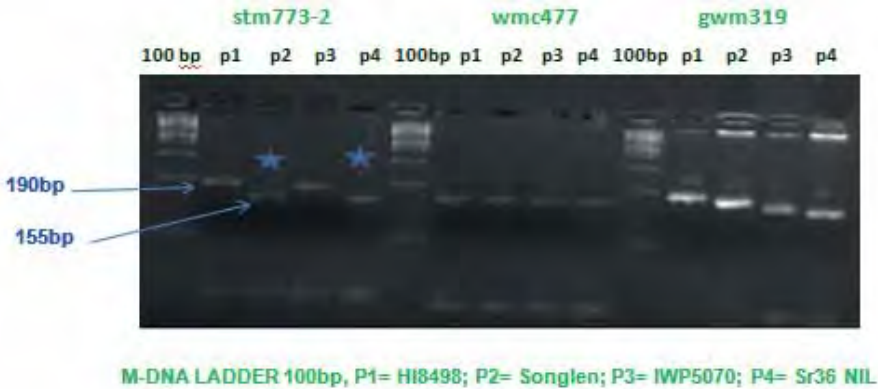 stm773-2 wmc477 gwm319
100 bp p1 p2 p3 p4 100bp p1 p2 p3 p4 100bp p1 p2 p3 p4
190bp
155bp
M-DNA LADDER 100bp, P1= HI8498; P2= Songlen; P3= IWP5070; P4= Sr36 NIL